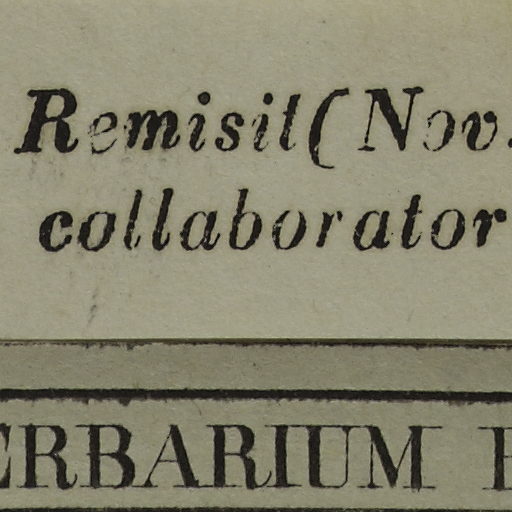 Remisit (Nov.
collaborator
ERBARIUM